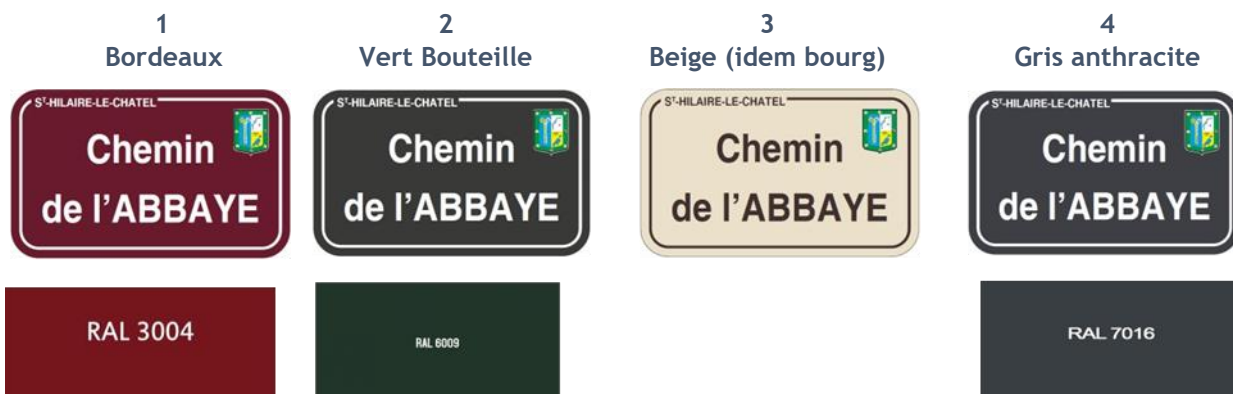 1
Bordeaux
2
Vert Bouteille
3
Beige (idem bourg)
4
Gris anthracite
ST-HILAIRE-LE-CHATEL
Chemin
de l'ABBAYE
ST-HILAIRE-LE-CHATEL
Chemin
de l'ABBAYE
ST-HILAIRE-LE-CHATEL
Chemin
de l'ABBAYE
ST-HILAIRE-LE-CHATEL
Chemin
de l'ABBAYE
RAL 3004
RAL 6009
RAL 7016